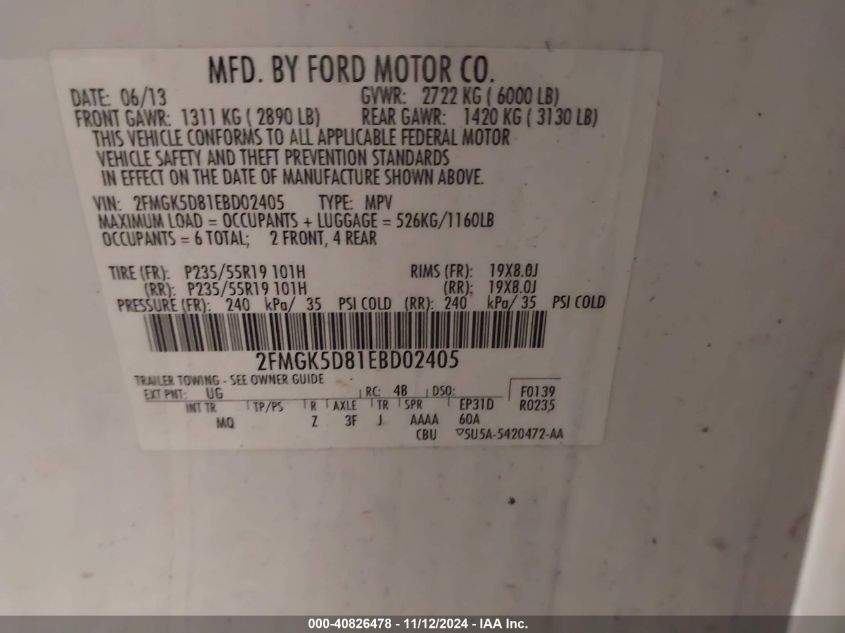 MFD. BY FORD MOTOR CO.
DATE: 06/13 GVWR: 2722 KG ( 6000 LB)
FRONT GAWR: 1311 KG ( 2890 LB) REAR GAWR: 1420 KG ( 3130 LB)
THIS VEHICLE CONFORMS TO ALL APPLICABLE FEDERAL MOTOR
VEHICLE SAFETY AND THEFT PREVENTION STANDARDS
IN EFFECT ON THE DATE OF MANUFACTURE SHOWN ABOVE.
VIN: 2FMGK5D81EBD02405 TYPE: MPV
MAXIMUM LOAD = OCCUPANTS + LUGGAGE = 526KG/1160LB
OCCUPANTS = 6 TOTAL; 2 FRONT, 4 REAR
TIRE (FR): P235/55R19 101H RIMS (FR): 19X8.0J
(RR): P235/55R19 101H (RR): 19X8.0J
PRESSURE (FR): 240 kPa/ 35 PSI COLD (RR): 240 kPa/ 35 PSI COLD
2FMGK5D81EBD02405
TRAILER TOWING - SEE OWNER GUIDE
EXT PNT: UG RC: 4B DSO: F0139
INT TR TP/PS R AXLE TR SPR EP31D R0235
MQ Z 3F J AAAA 60A
CBU ▽5U5A-5420472-AA
000-40826478 - 11/12/2024 - IAA Inc.